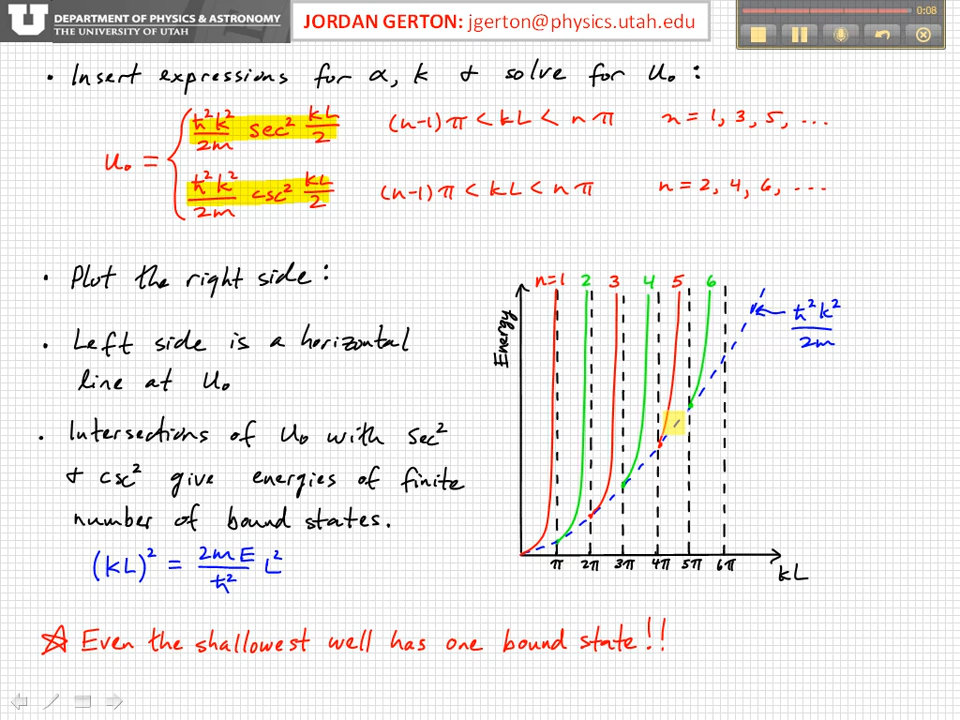 DEPARTMENT OF PHYSICS & ASTRONOMY
THE UNIVERSITY OF UTAH
JORDAN GERTON: jgerton@physics.utah.edu
0:08
• Insert expressions for α, k & solve for U₀ :
U₀ = { ħ²k²/2m sec² kL/2 (n-1)π < kL < nπ n = 1, 3, 5, ...
ħ²k²/2m csc² kL/2 (n-1)π < kL < nπ n = 2, 4, 6, ...
• Plot the right side :
• Left side is a horizontal
line at U₀
• Intersections of U₀ with sec²
& csc² give energies of finite
number of bound states.
(kL)² = 2mE/ħ² L²
n=1 2 3 4 5 6
Energy
ħ²k²/2m
π 2π 3π 4π 5π 6π
kL
☆ Even the shallowest well has one bound state!!